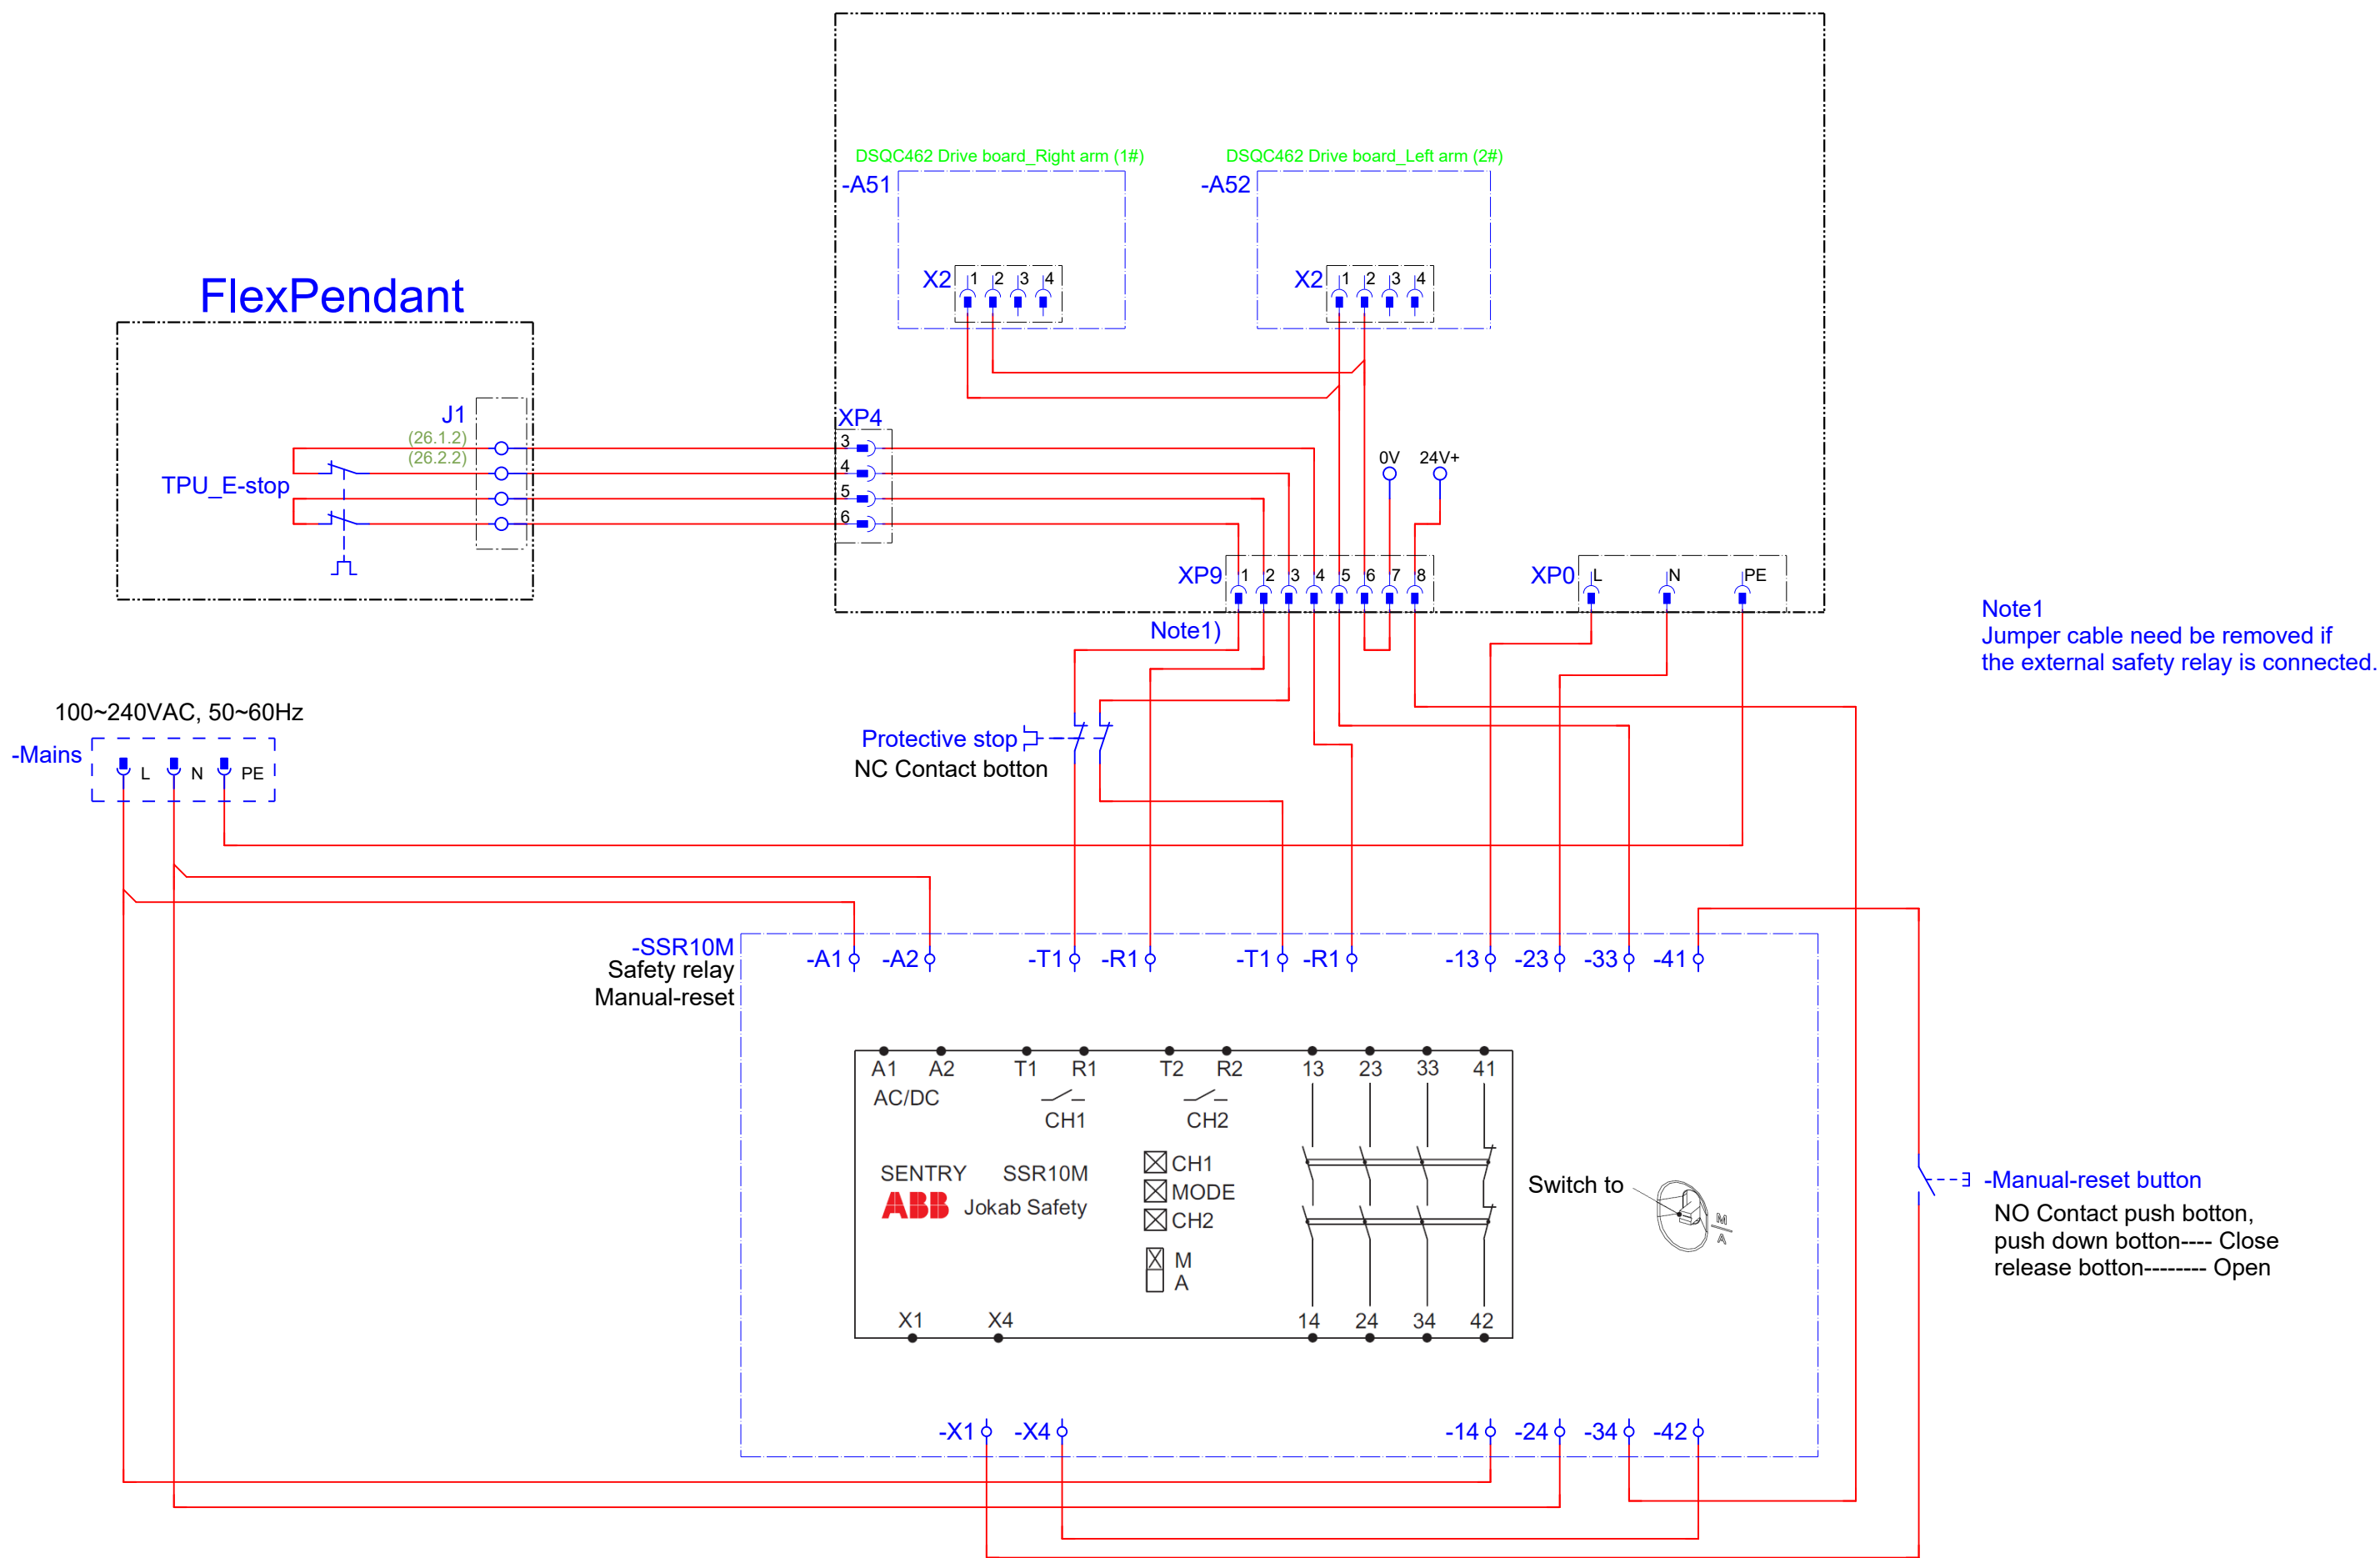 DSQC462 Drive board_Right arm (1#)
DSQC462 Drive board_Left arm (2#)
-A51
-A52
X2
1 2 3 4
X2
1 2 3 4
FlexPendant
J1
(26.1.2)
(26.2.2)
TPU_E-stop
XP4
3
4
5
6
0V
24V+
XP9
1 2 3 4 5 6 7 8
XP0
L N PE
Note1)
Note1
Jumper cable need be removed if
the external safety relay is connected.
100~240VAC, 50~60Hz
-Mains
L N PE
Protective stop
NC Contact botton
-SSR10M
Safety relay
Manual-reset
-A1 -A2 -T1 -R1 -T1 -R1 -13 -23 -33 -41
A1 A2 T1 R1 T2 R2 13 23 33 41
AC/DC
CH1
CH2
SENTRY SSR10M
ABB Jokab Safety
CH1
MODE
CH2
M
A
X1 X4 14 24 34 42
Switch to
M
A
-Manual-reset button
NO Contact push botton,
push down botton---- Close
release botton-------- Open
-X1 -X4 -14 -24 -34 -42